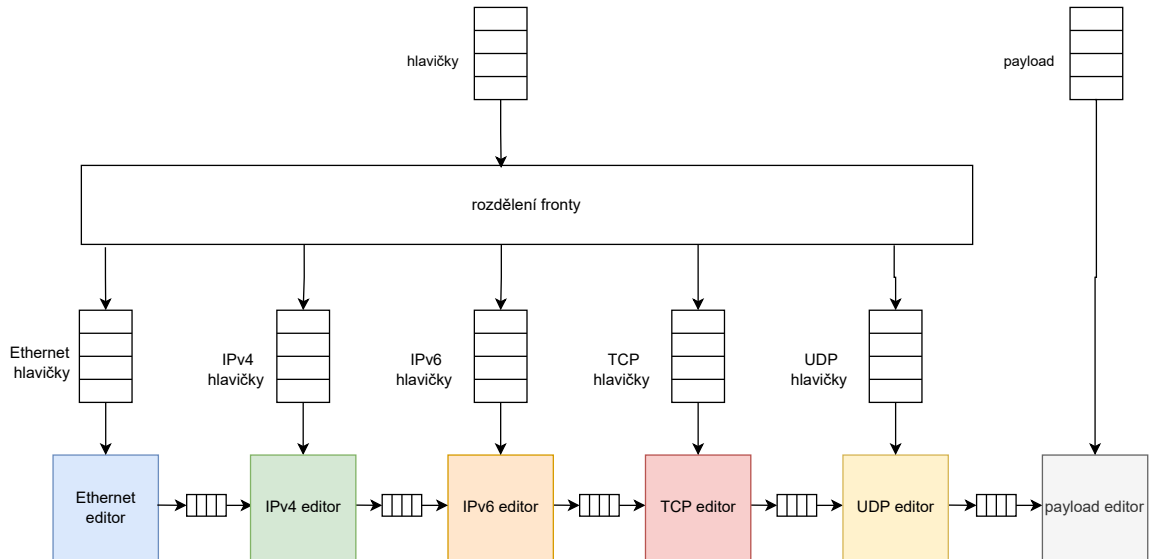 hlavičky
payload
rozdělení fronty
Ethernet
hlavičky
IPv4
hlavičky
IPv6
hlavičky
TCP
hlavičky
UDP
hlavičky
Ethernet
editor
IPv4 editor
IPv6 editor
TCP editor
UDP editor
payload editor